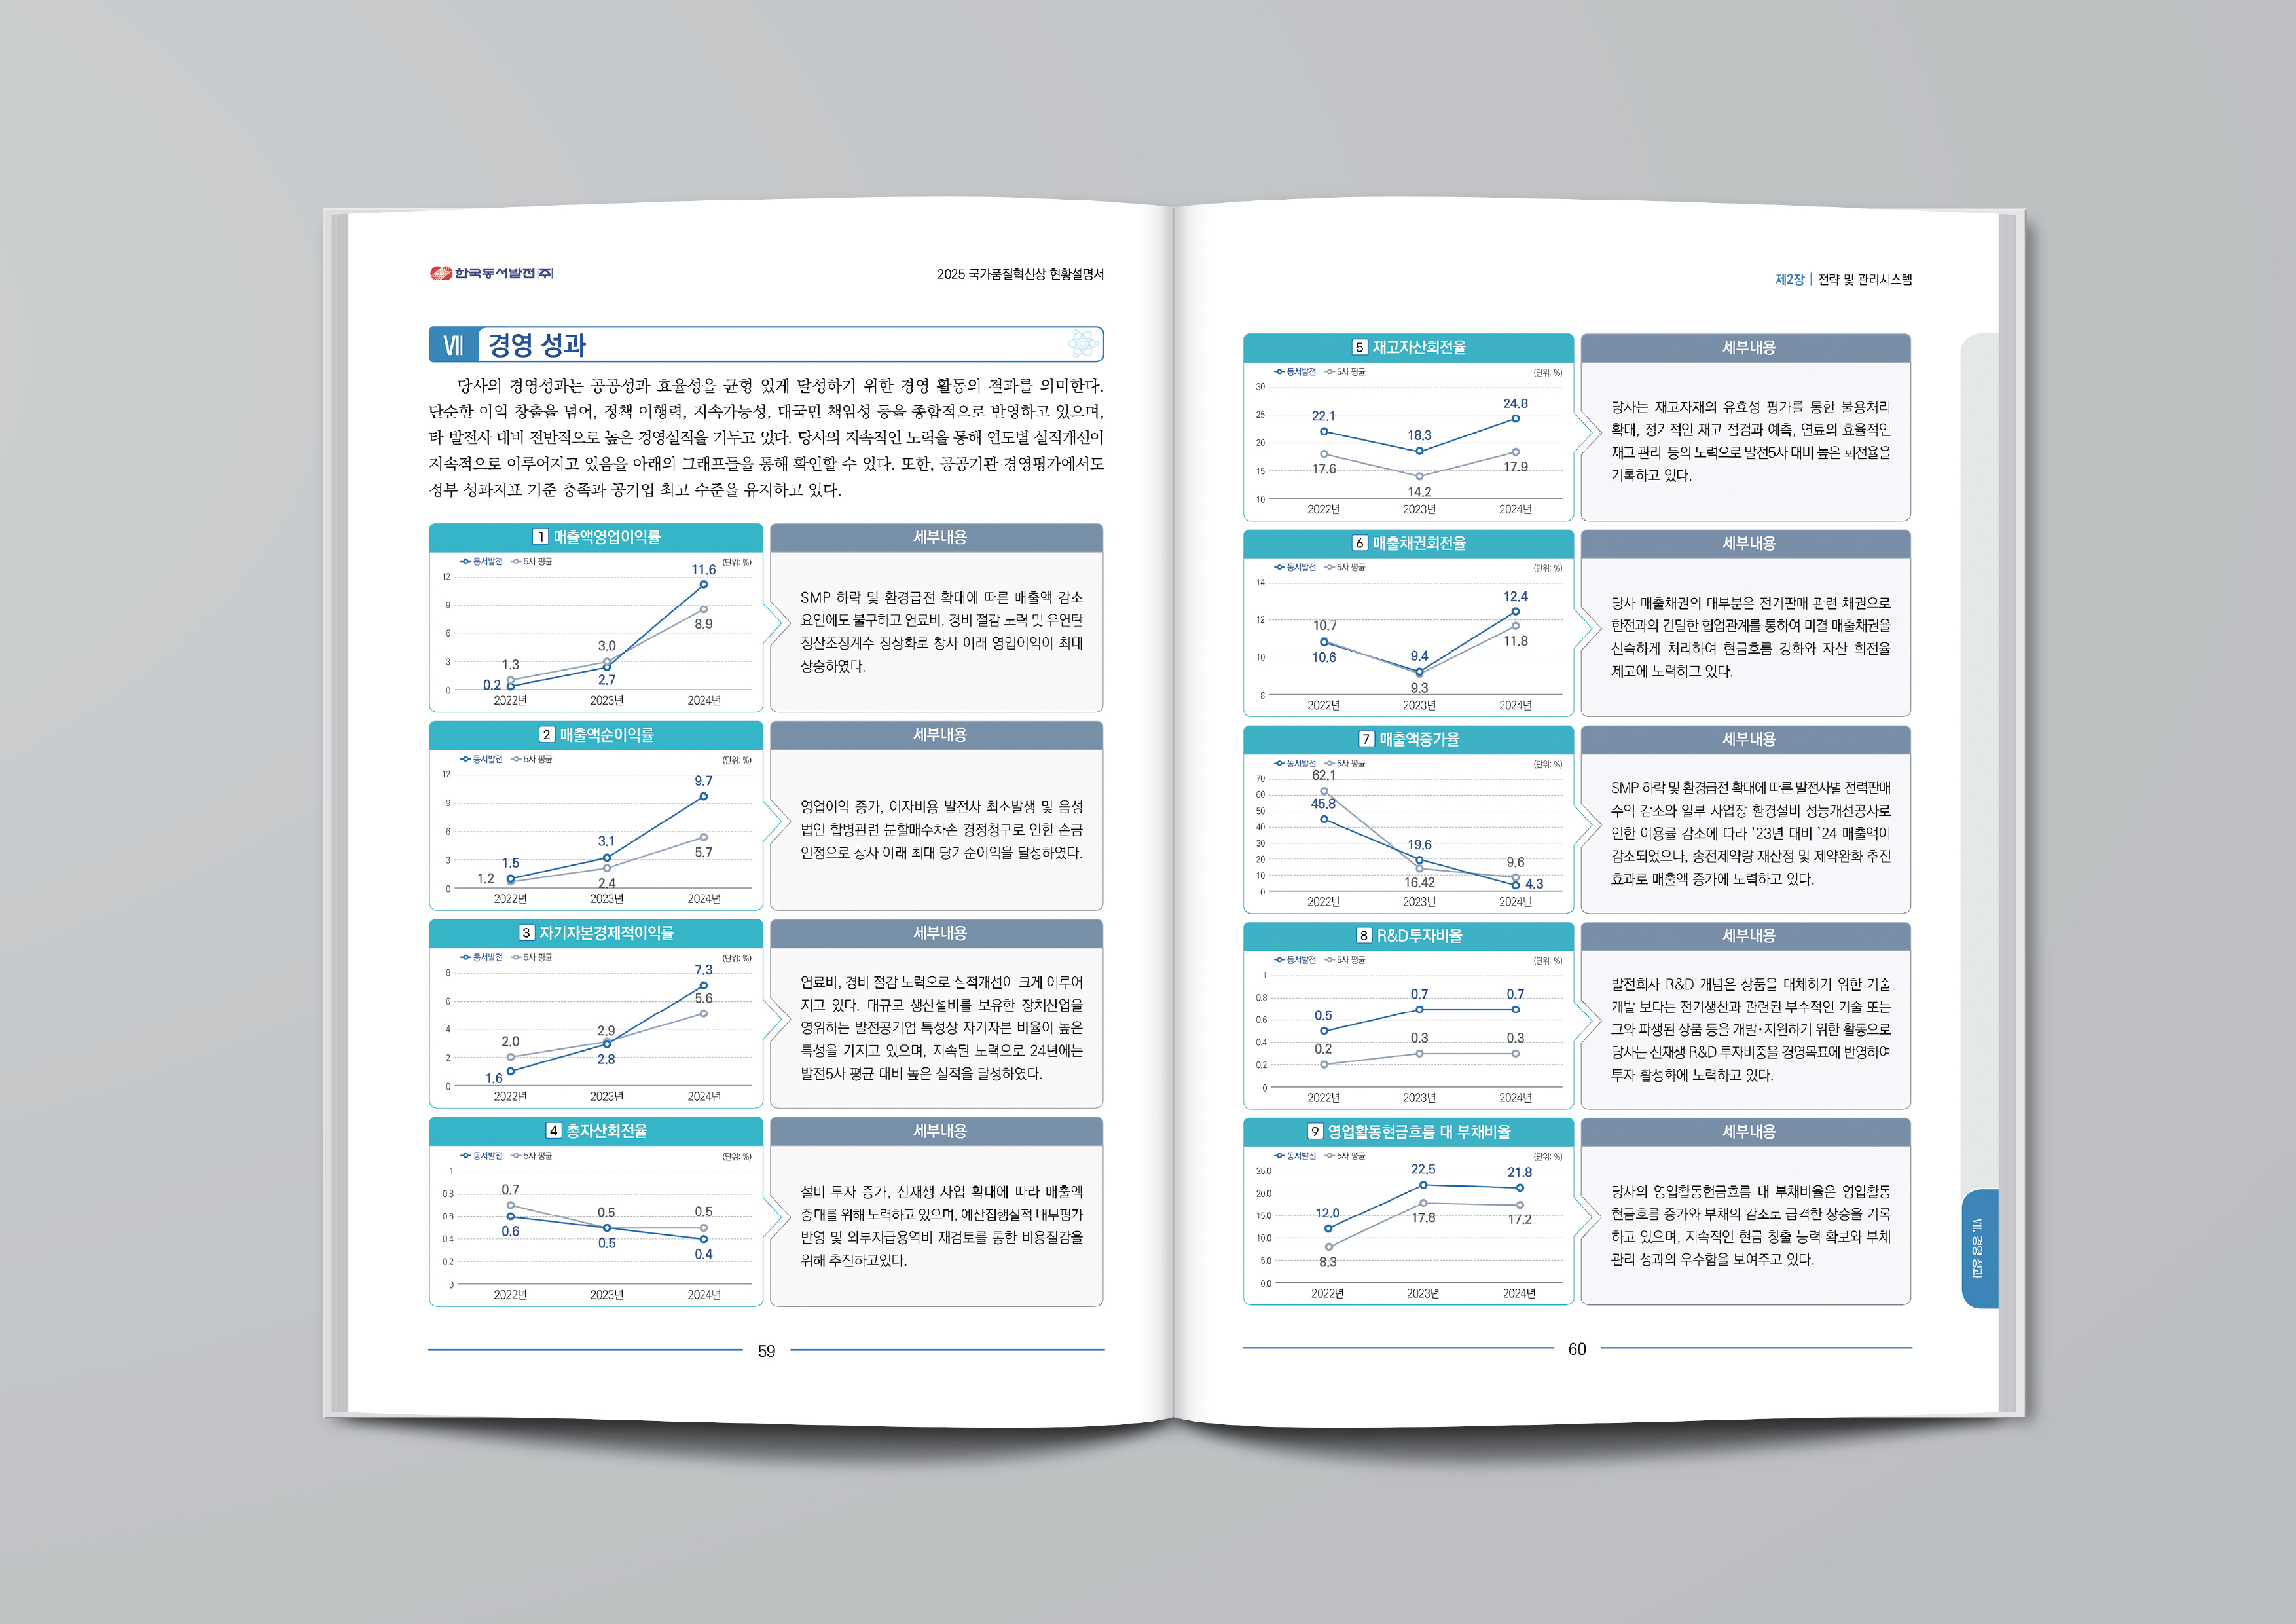 한국동서발전(주)
2025 국가품질혁신상 현황설명서
Ⅶ 경영 성과
당사의 경영성과는 공공성과 효율성을 균형 있게 달성하기 위한 경영 활동의 결과를 의미한다.
단순한 이익 창출을 넘어, 정책 이행력, 지속가능성, 대국민 책임성 등을 종합적으로 반영하고 있으며,
타 발전사 대비 전반적으로 높은 경영실적을 거두고 있다. 당사의 지속적인 노력을 통해 연도별 실적개선이
지속적으로 이루어지고 있음을 아래의 그래프들을 통해 확인할 수 있다. 또한, 공공기관 경영평가에서도
정부 성과지표 기준 충족과 공기업 최고 수준을 유지하고 있다.
1 매출액영업이익률
동서발전 5사 평균 (단위: %)
12
9
6
3
0
1.3 3.0 11.6
0.2 2.7 8.9
2022년 2023년 2024년
세부내용
SMP 하락 및 환경급전 확대에 따른 매출액 감소
요인에도 불구하고 연료비, 경비 절감 노력 및 유연탄
정산조정계수 정상화로 창사 이래 영업이익이 최대
상승하였다.
2 매출액순이익률
동서발전 5사 평균 (단위: %)
12
9
6
3
0
1.5 3.1 9.7
1.2 2.4 5.7
2022년 2023년 2024년
세부내용
영업이익 증가, 이자비용 발전사 최소발생 및 음성
법인 합병관련 분할매수차손 경정청구로 인한 손금
인정으로 창사 이래 최대 당기순이익을 달성하였다.
3 자기자본경제적이익률
동서발전 5사 평균 (단위: %)
8
6
4
2
0
2.0 2.9 7.3
1.6 2.8 5.6
2022년 2023년 2024년
세부내용
연료비, 경비 절감 노력으로 실적개선이 크게 이루어
지고 있다. 대규모 생산설비를 보유한 장치산업을
영위하는 발전공기업 특성상 자기자본 비율이 높은
특성을 가지고 있으며, 지속된 노력으로 24년에는
발전5사 평균 대비 높은 실적을 달성하였다.
4 총자산회전율
동서발전 5사 평균 (단위: %)
1
0.8
0.6
0.4
0.2
0
0.7 0.5 0.5
0.6 0.5 0.4
2022년 2023년 2024년
세부내용
설비 투자 증가, 신재생 사업 확대에 따라 매출액
증대를 위해 노력하고 있으며, 예산집행실적 내부평가
반영 및 외부지급용역비 재검토를 통한 비용절감을
위해 추진하고있다.
59
제2장 | 전략 및 관리시스템
5 재고자산회전율
동서발전 5사 평균 (단위: %)
30
25
20
15
10
22.1 18.3 24.8
17.6 14.2 17.9
2022년 2023년 2024년
세부내용
당사는 재고자재의 유효성 평가를 통한 불용처리
확대, 정기적인 재고 점검과 예측, 연료의 효율적인
재고 관리 등의 노력으로 발전5사 대비 높은 회전율을
기록하고 있다.
6 매출채권회전율
동서발전 5사 평균 (단위: %)
14
12
10
8
10.7 9.4 12.4
10.6 9.3 11.8
2022년 2023년 2024년
세부내용
당사 매출채권의 대부분은 전기판매 관련 채권으로
한전과의 긴밀한 협업관계를 통하여 미결 매출채권을
신속하게 처리하여 현금흐름 강화와 자산 회전율
제고에 노력하고 있다.
7 매출액증가율
동서발전 5사 평균 (단위: %)
70
60
50
40
30
20
10
0
62.1 19.6 9.6
45.8 16.42 4.3
2022년 2023년 2024년
세부내용
SMP 하락 및 환경급전 확대에 따른 발전사별 전력판매
수익 감소와 일부 사업장 환경설비 성능개선공사로
인한 이용률 감소에 따라 ’23년 대비 ’24 매출액이
감소되었으나, 송전제약량 재산정 및 제약완화 추진
효과로 매출액 증가에 노력하고 있다.
8 R&D투자비율
동서발전 5사 평균 (단위: %)
1
0.8
0.6
0.4
0.2
0
0.5 0.7 0.7
0.2 0.3 0.3
2022년 2023년 2024년
세부내용
발전회사 R&D 개념은 상품을 대체하기 위한 기술
개발 보다는 전기생산과 관련된 부수적인 기술 또는
그와 파생된 상품 등을 개발·지원하기 위한 활동으로
당사는 신재생 R&D 투자비중을 경영목표에 반영하여
투자 활성화에 노력하고 있다.
9 영업활동현금흐름 대 부채비율
동서발전 5사 평균 (단위: %)
25.0
20.0
15.0
10.0
5.0
0.0
12.0 22.5 21.8
8.3 17.8 17.2
2022년 2023년 2024년
세부내용
당사의 영업활동현금흐름 대 부채비율은 영업활동
현금흐름 증가와 부채의 감소로 급격한 상승을 기록
하고 있으며, 지속적인 현금 창출 능력 확보와 부채
관리 성과의 우수함을 보여주고 있다.
Ⅶ. 경영 성과
60